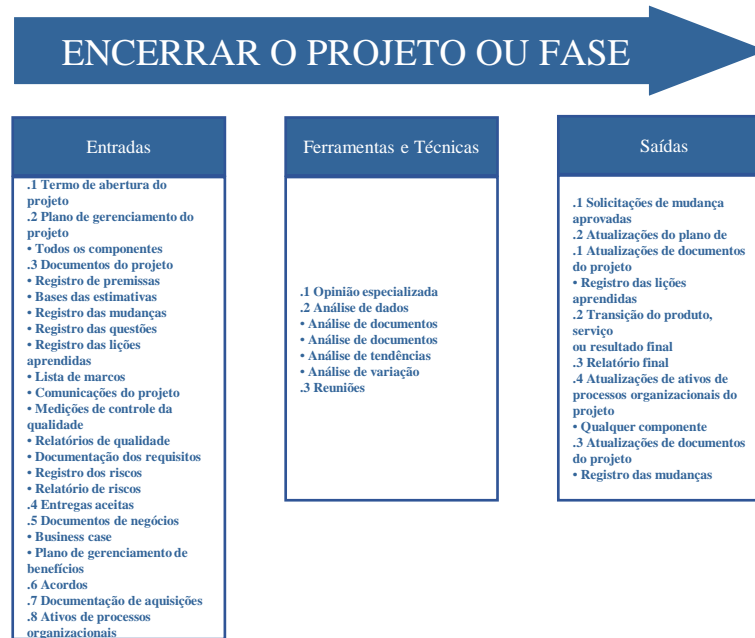 ENCERRAR O PROJETO OU FASE
Entradas
.1 Termo de abertura do
projeto
.2 Plano de gerenciamento do
projeto
• Todos os componentes
.3 Documentos do projeto
• Registro de premissas
• Bases das estimativas
• Registro das mudanças
• Registro das questões
• Registro das lições
aprendidas
• Lista de marcos
• Comunicações do projeto
• Medições de controle da
qualidade
• Relatórios de qualidade
• Documentação dos requisitos
• Registro dos riscos
• Relatório de riscos
.4 Entregas aceitas
.5 Documentos de negócios
• Business case
• Plano de gerenciamento de
benefícios
.6 Acordos
.7 Documentação de aquisições
.8 Ativos de processos
organizacionais
Ferramentas e Técnicas
.1 Opinião especializada
.2 Análise de dados
• Análise de documentos
• Análise de documentos
• Análise de tendências
• Análise de variação
.3 Reuniões
Saídas
.1 Solicitações de mudança
aprovadas
.2 Atualizações do plano de
.1 Atualizações de documentos
do projeto
• Registro das lições
aprendidas
.2 Transição do produto,
serviço
ou resultado final
.3 Relatório final
.4 Atualizações de ativos de
processos organizacionais do
projeto
• Qualquer componente
.3 Atualizações de documentos
do projeto
• Registro das mudanças